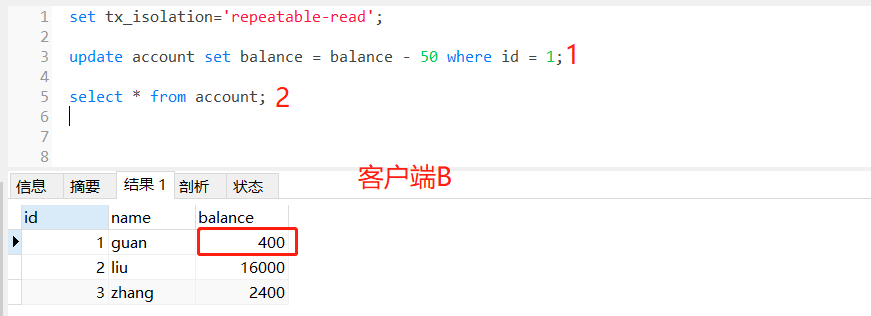 1 set tx_isolation='repeatable-read';
2
3 update account set balance = balance - 50 where id = 1; 1
4
5 select * from account; 2
6
7
8
客户端B
信息 摘要 结果 1 剖析 状态
id name balance
1 guan 400
2 liu 16000
3 zhang 2400